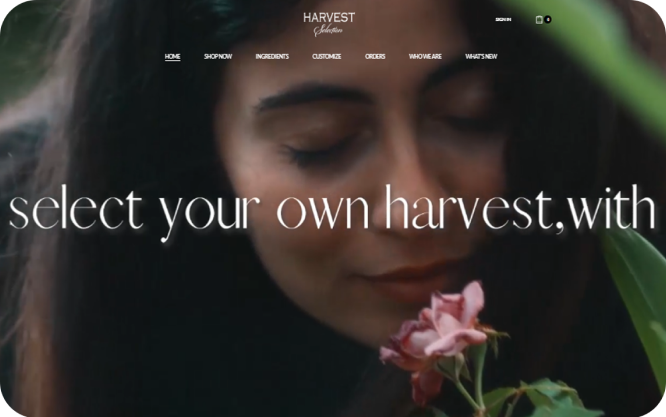 HARVEST
Selection
SIGN IN
0
HOME SHOP NOW INGREDIENTS CUSTOMIZE ORDERS WHO WE ARE WHAT'S NEW
select your own harvest,with